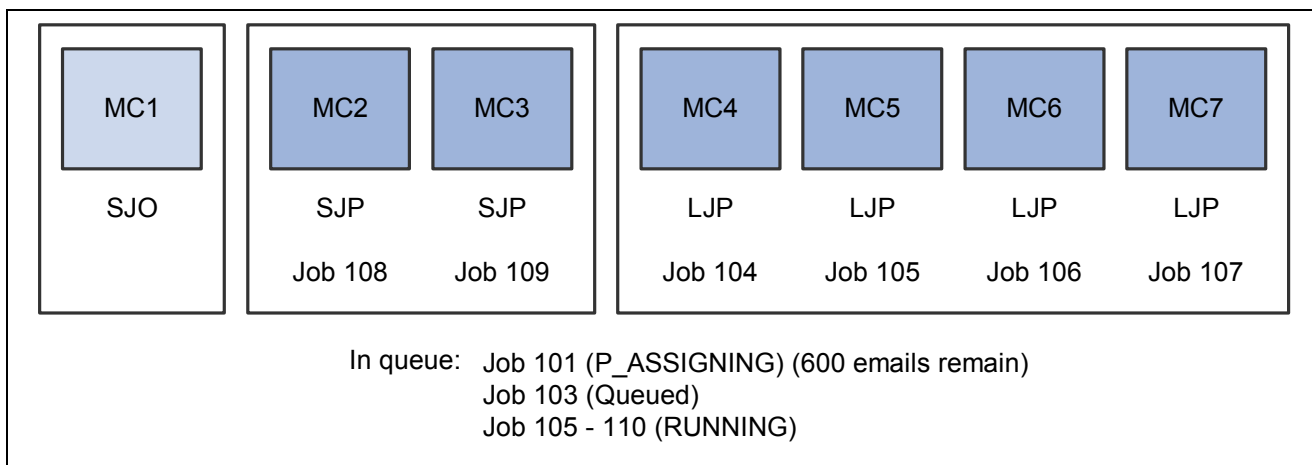 MC1 MC2 MC3 MC4 MC5 MC6 MC7
SJO SJP SJP LJP LJP LJP LJP
Job 108 Job 109 Job 104 Job 105 Job 106 Job 107
In queue: Job 101 (P_ASSIGNING) (600 emails remain)
Job 103 (Queued)
Job 105 - 110 (RUNNING)